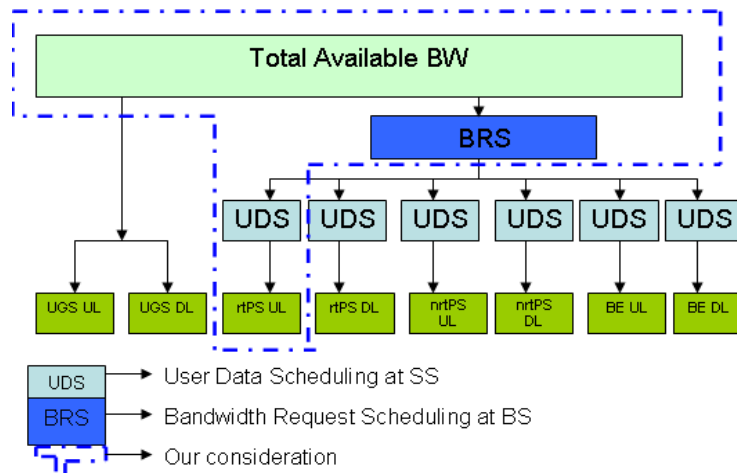 Total Available BW
BRS
UDS UDS UDS UDS UDS UDS
UGS UL UGS DL rtPS UL rtPS DL nrtPS UL nrtPS DL BE UL BE DL
UDS User Data Scheduling at SS
BRS Bandwidth Request Scheduling at BS
Our consideration